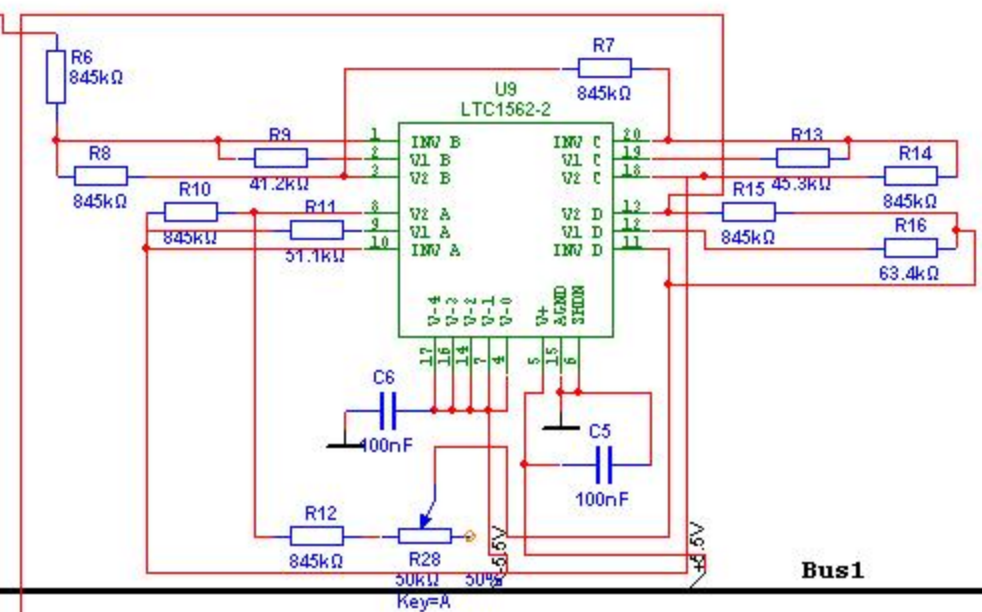 R6
845kΩ
R7
845kΩ
U9
LTC1562-2
R9
41.2kΩ
R8
845kΩ
R10
845kΩ
R11
51.1kΩ
R13
45.3kΩ
R14
845kΩ
R15
845kΩ
R16
63.4kΩ
1 INV B
2 V1 B
3 V2 B
8 V2 A
9 V1 A
10 INV A
20 INV C
19 V1 C
18 V2 C
13 V2 D
12 V1 D
11 INV D
V-4 V-3 V-2 V-1 V-0 V+ AGND SHDN
17 16 14 7 4 5 15 6
C6
100nF
C5
100nF
R12
845kΩ
R28
50kΩ 50%
Key=A
-5.5V
+5.5V
Bus1